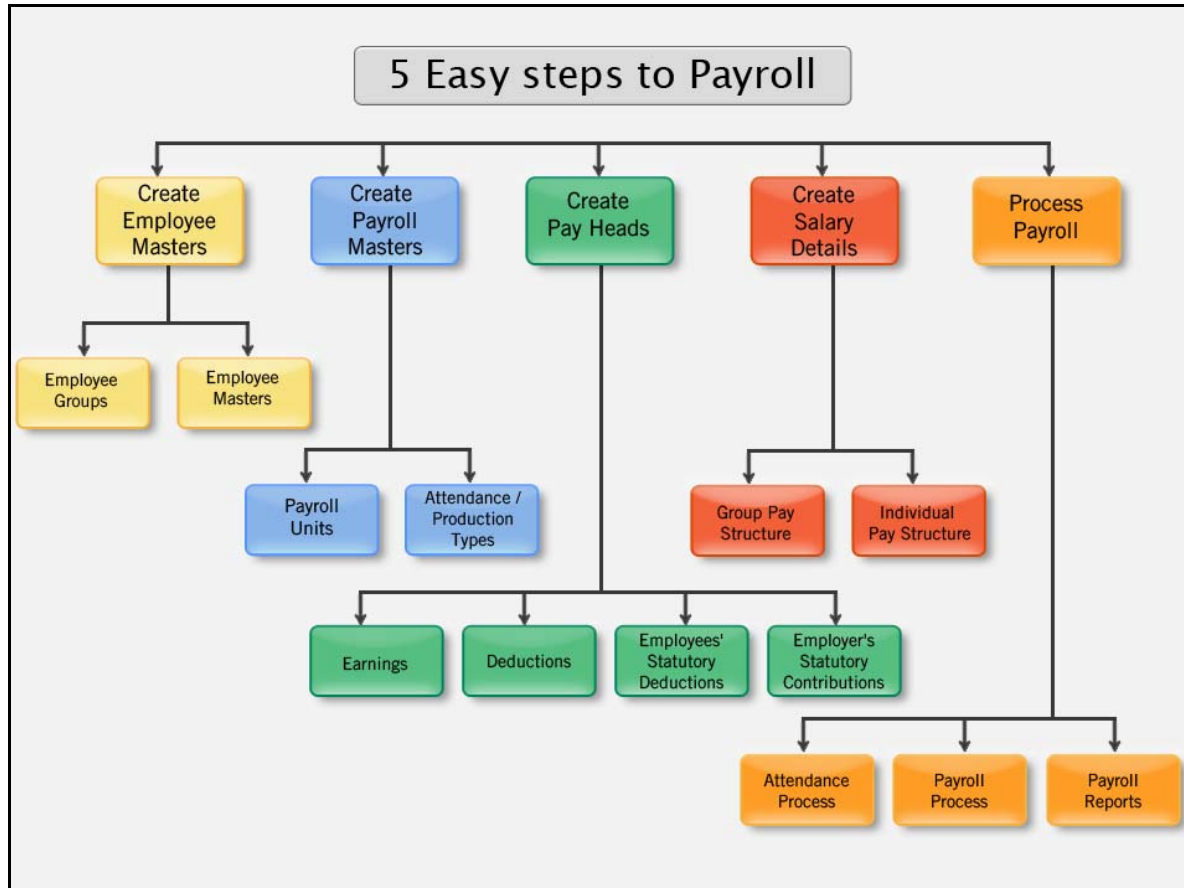 5 Easy steps to Payroll
Create
Employee
Masters
Create
Payroll
Masters
Create
Pay Heads
Create
Salary
Details
Process
Payroll
Employee
Groups
Employee
Masters
Payroll
Units
Attendance /
Production
Types
Group Pay
Structure
Individual
Pay Structure
Earnings
Deductions
Employees'
Statutory
Deductions
Employer's
Statutory
Contributions
Attendance
Process
Payroll
Process
Payroll
Reports